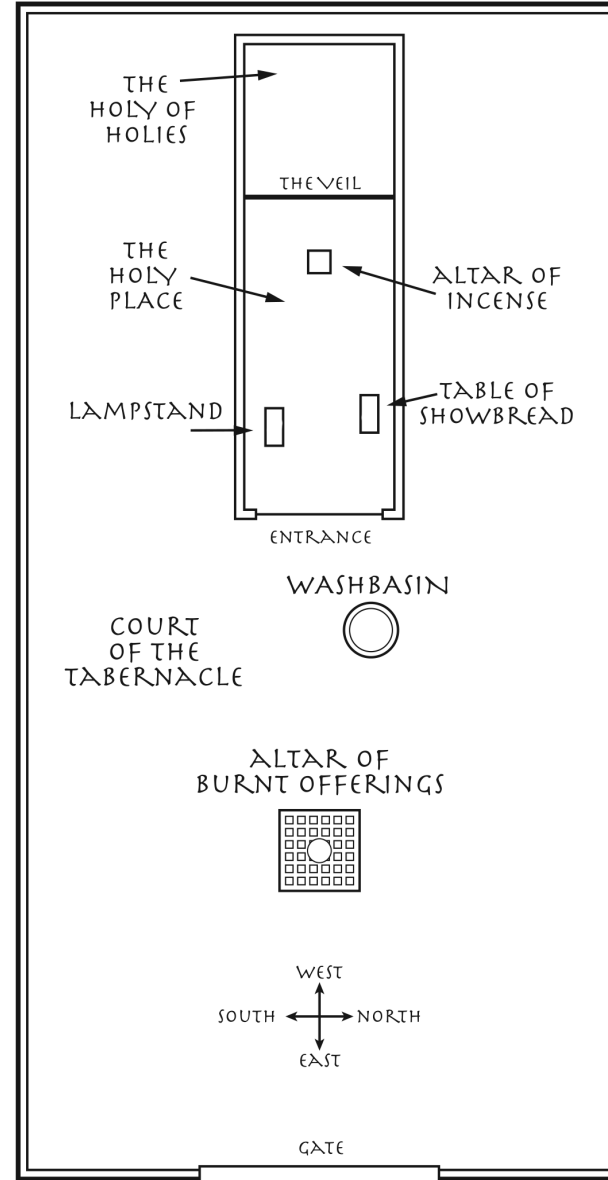 THE
HOLY OF
HOLIES
THE VEIL
THE
HOLY
PLACE
ALTAR OF
INCENSE
LAMPSTAND
TABLE OF
SHOWBREAD
ENTRANCE
WASHBASIN
COURT
OF THE
TABERNACLE
ALTAR OF
BURNT OFFERINGS
WEST
SOUTH
NORTH
EAST
GATE